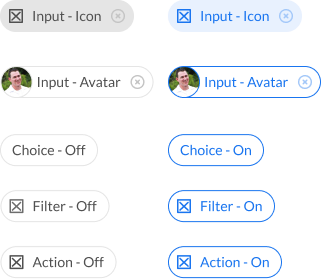 Input - Icon
Input - Icon
Input - Avatar
Input - Avatar
Choice - Off
Choice - On
Filter - Off
Filter - On
Action - Off
Action - On